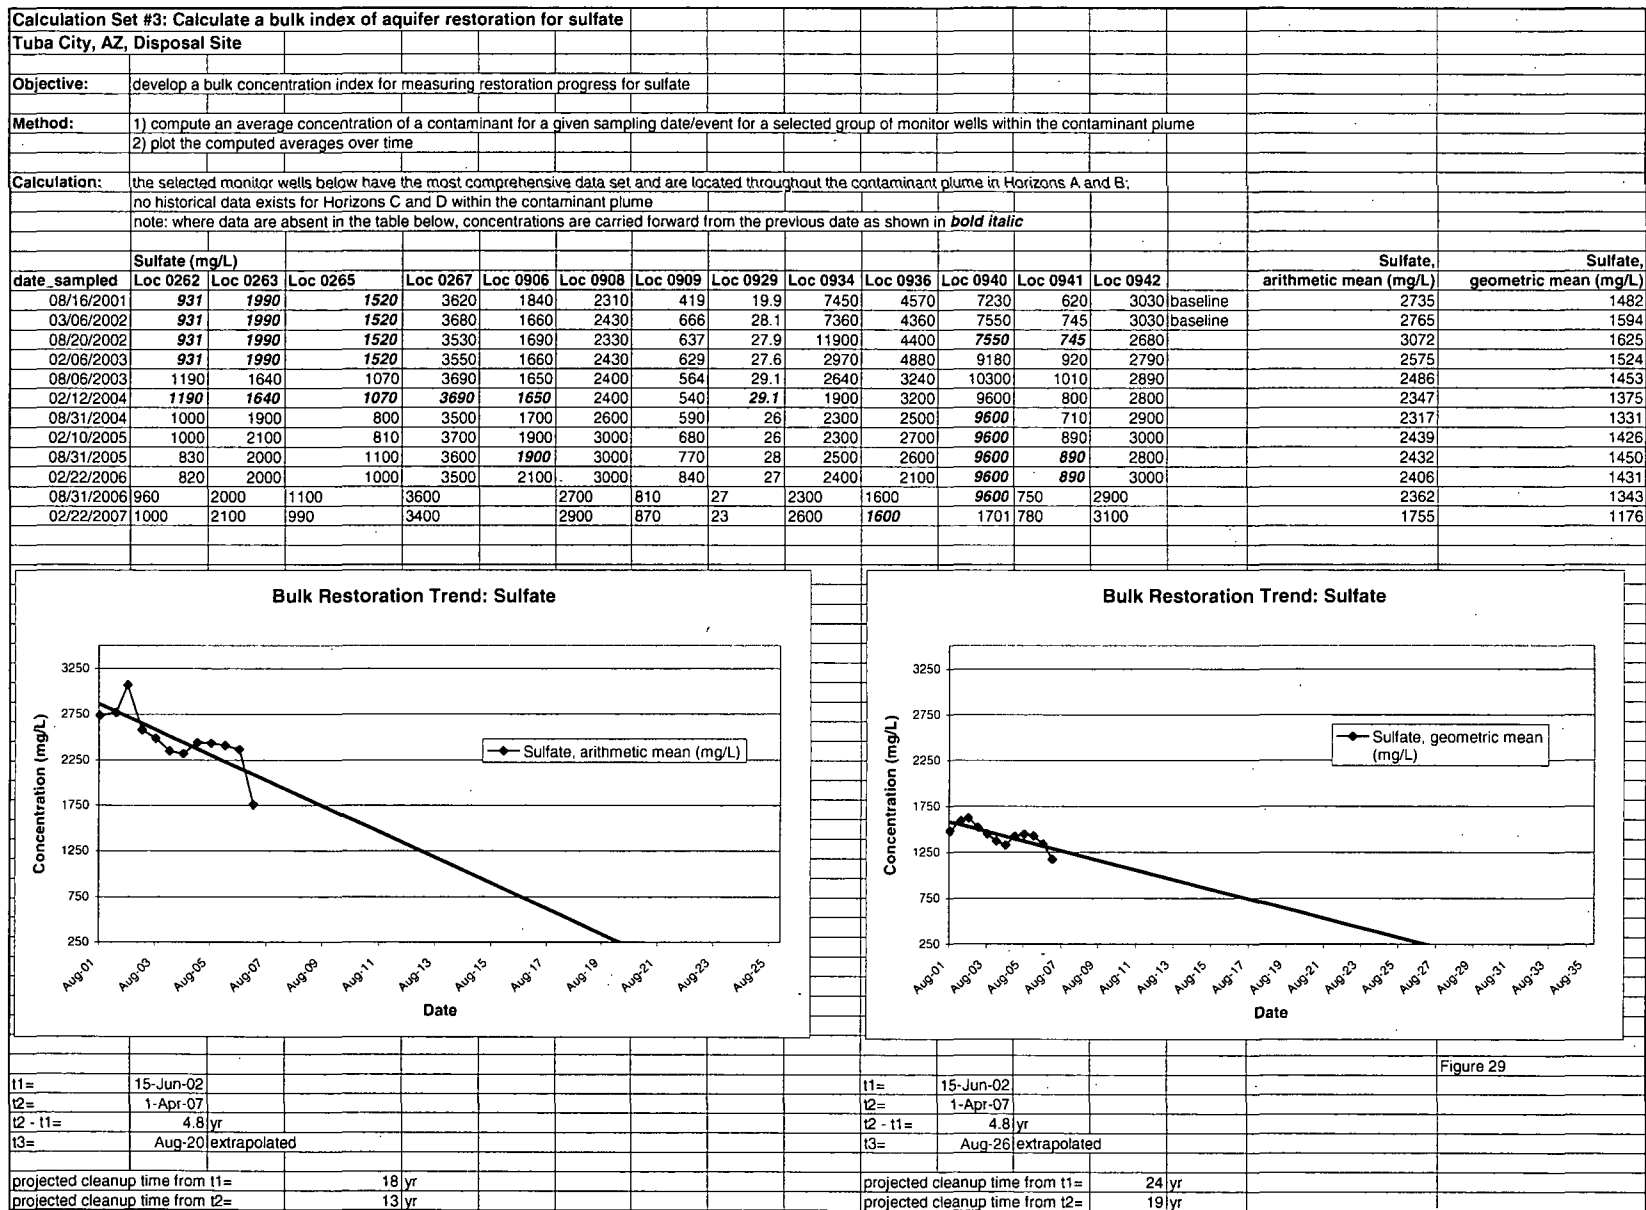 Calculation Set #3: Calculate a bulk index of aquifer restoration for sulfate
Tuba City, AZ, Disposal Site
Objective: develop a bulk concentration index for measuring restoration progress for sulfate
Method: 1) compute an average concentration of a contaminant for a given sampling date/event for a selected group of monitor wells within the contaminant plume
2) plot the computed averages over time
Calculation: the selected monitor wells below have the most comprehensive data set and are located throughout the contaminant plume in Horizons A and B;
no historical data exists for Horizons C and D within the contaminant plume
note: where data are absent in the table below, concentrations are carried forward from the previous date as shown in bold italic
Sulfate (mg/L) Sulfate, Sulfate,
date_sampled Loc 0262 Loc 0263 Loc 0265 Loc 0267 Loc 0906 Loc 0908 Loc 0909 Loc 0929 Loc 0934 Loc 0936 Loc 0940 Loc 0941 Loc 0942 arithmetic mean (mg/L) geometric mean (mg/L)
08/16/2001 931 1990 1520 3620 1840 2310 419 19.9 7450 4570 7230 620 3030 baseline 2735 1482
03/06/2002 931 1990 1520 3680 1660 2430 666 28.1 7360 4360 7550 745 3030 baseline 2765 1594
08/20/2002 931 1990 1520 3530 1690 2330 637 27.9 11900 4400 7550 745 2680 3072 1625
02/06/2003 931 1990 1520 3550 1660 2430 629 27.6 2970 4880 9180 920 2790 2575 1524
08/06/2003 1190 1640 1070 3690 1650 2400 564 29.1 2640 3240 10300 1010 2890 2486 1453
02/12/2004 1190 1640 1070 3690 1650 2400 540 29.1 1900 3200 9600 800 2800 2347 1375
08/31/2004 1000 1900 800 3500 1700 2600 590 26 2300 2500 9600 710 2900 2317 1331
02/10/2005 1000 2100 810 3700 1900 3000 680 26 2300 2700 9600 890 3000 2439 1426
08/31/2005 830 2000 1100 3600 1900 3000 770 28 2500 2600 9600 890 2800 2432 1450
02/22/2006 820 2000 1000 3500 2100 3000 840 27 2400 2100 9600 890 3000 2406 1431
08/31/2006 960 2000 1100 3600 2700 810 27 2300 1600 9600 750 2900 2362 1343
02/22/2007 1000 2100 990 3400 2900 870 23 2600 1600 1701 780 3100 1755 1176
Bulk Restoration Trend: Sulfate
Concentration (mg/L)
3250
2750
2250
1750
1250
750
250
Sulfate, arithmetic mean (mg/L)
Aug-01 Aug-03 Aug-05 Aug-07 Aug-09 Aug-11 Aug-13 Aug-15 Aug-17 Aug-19 Aug-21 Aug-23 Aug-25
Date
Bulk Restoration Trend: Sulfate
Concentration (mg/L)
3250
2750
2250
1750
1250
750
250
Sulfate, geometric mean
(mg/L)
Aug-01 Aug-03 Aug-05 Aug-07 Aug-09 Aug-11 Aug-13 Aug-15 Aug-17 Aug-19 Aug-21 Aug-23 Aug-25 Aug-27 Aug-29 Aug-31 Aug-33 Aug-35
Date
Figure 29
t1= 15-Jun-02
t2= 1-Apr-07
t2 - t1= 4.8 yr
t3= Aug-20 extrapolated
projected cleanup time from t1= 18 yr
projected cleanup time from t2= 13 yr
t1= 15-Jun-02
t2= 1-Apr-07
t2 - t1= 4.8 yr
t3= Aug-26 extrapolated
projected cleanup time from t1= 24 yr
projected cleanup time from t2= 19 yr